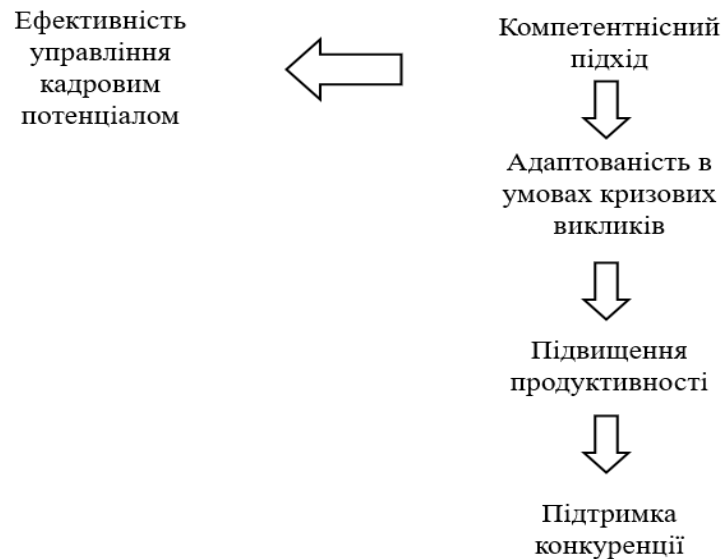 Ефективність
управління
кадровим
потенціалом
Компетентнісний
підхід
Адаптованість в
умовах кризових
викликів
Підвищення
продуктивності
Підтримка
конкуренції